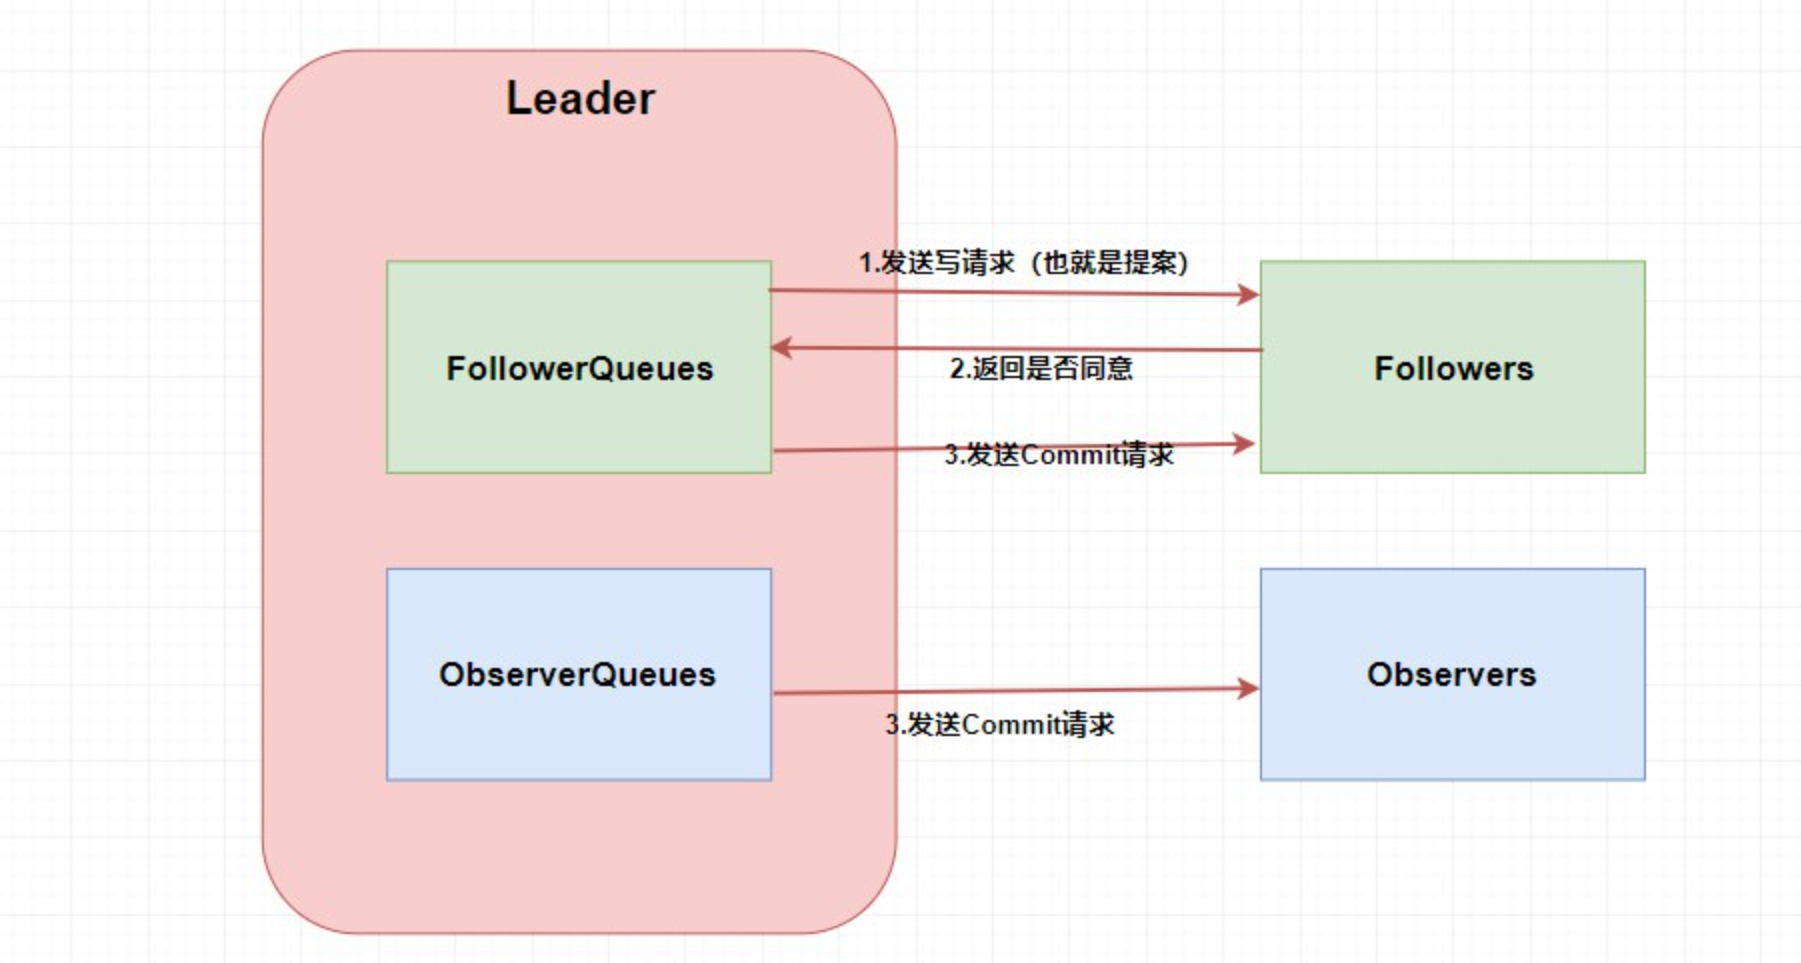 Leader
1.发送写请求（也就是提案）
FollowerQueues
2.返回是否同意
Followers
3.发送Commit请求
ObserverQueues
Observers
3.发送Commit请求